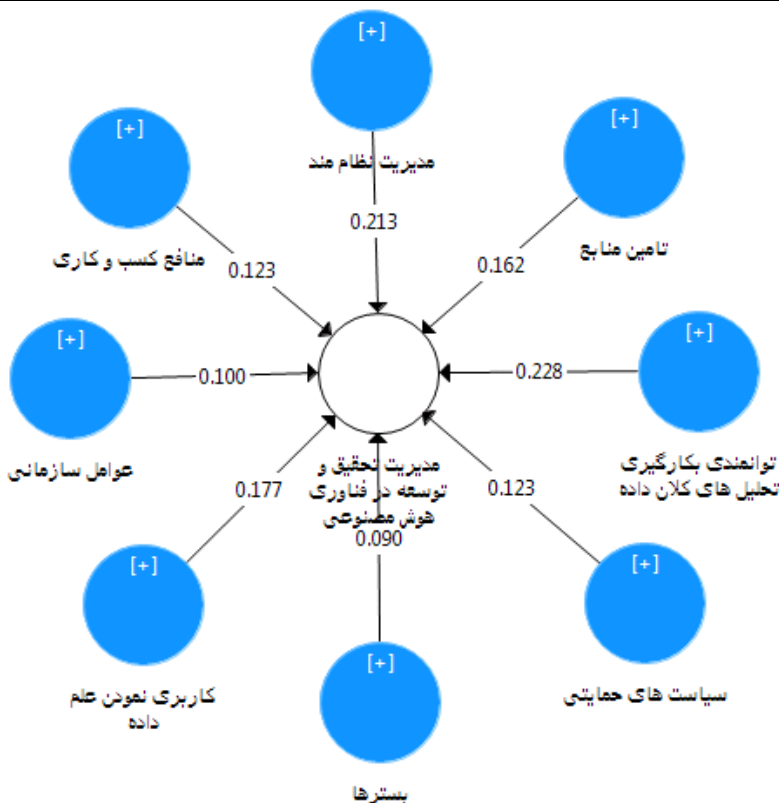 [+]
مدیریت نظام مند
0.213
[+]
تامین منابع
0.162
[+]
منافع کسب و کاری
0.123
[+]
توانمندی بکارگیری
تحلیل های کلان داده
0.228
[+]
عوامل سازمانی
0.100
مدیریت تحقیق و
توسعه در فناوری
هوش مصنوعی
[+]
سیاست های حمایتی
0.123
[+]
کاربری نمودن علم
داده
0.177
[+]
بسترها
0.090